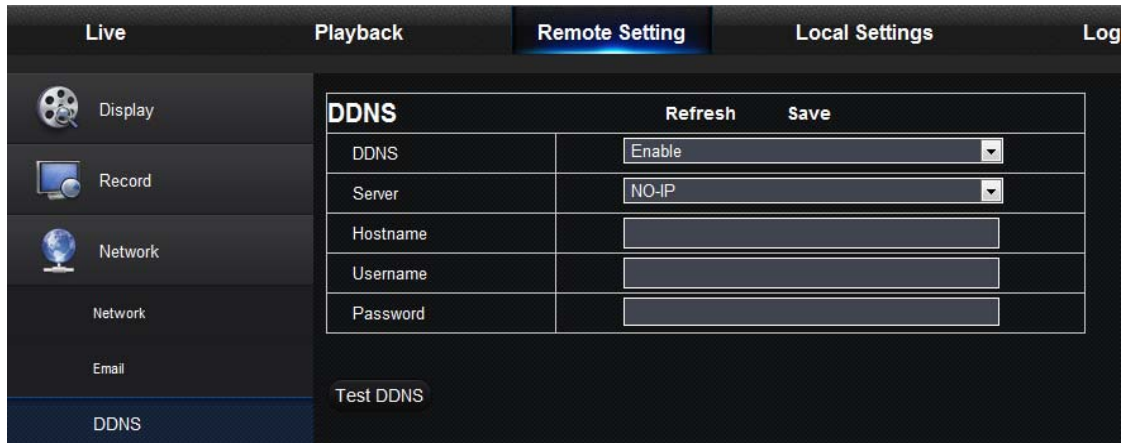 Live Playback Remote Setting Local Settings Log
Display
Record
Network
Network
Email
DDNS
DDNS Refresh Save
DDNS Enable
Server NO-IP
Hostname
Username
Password
Test DDNS